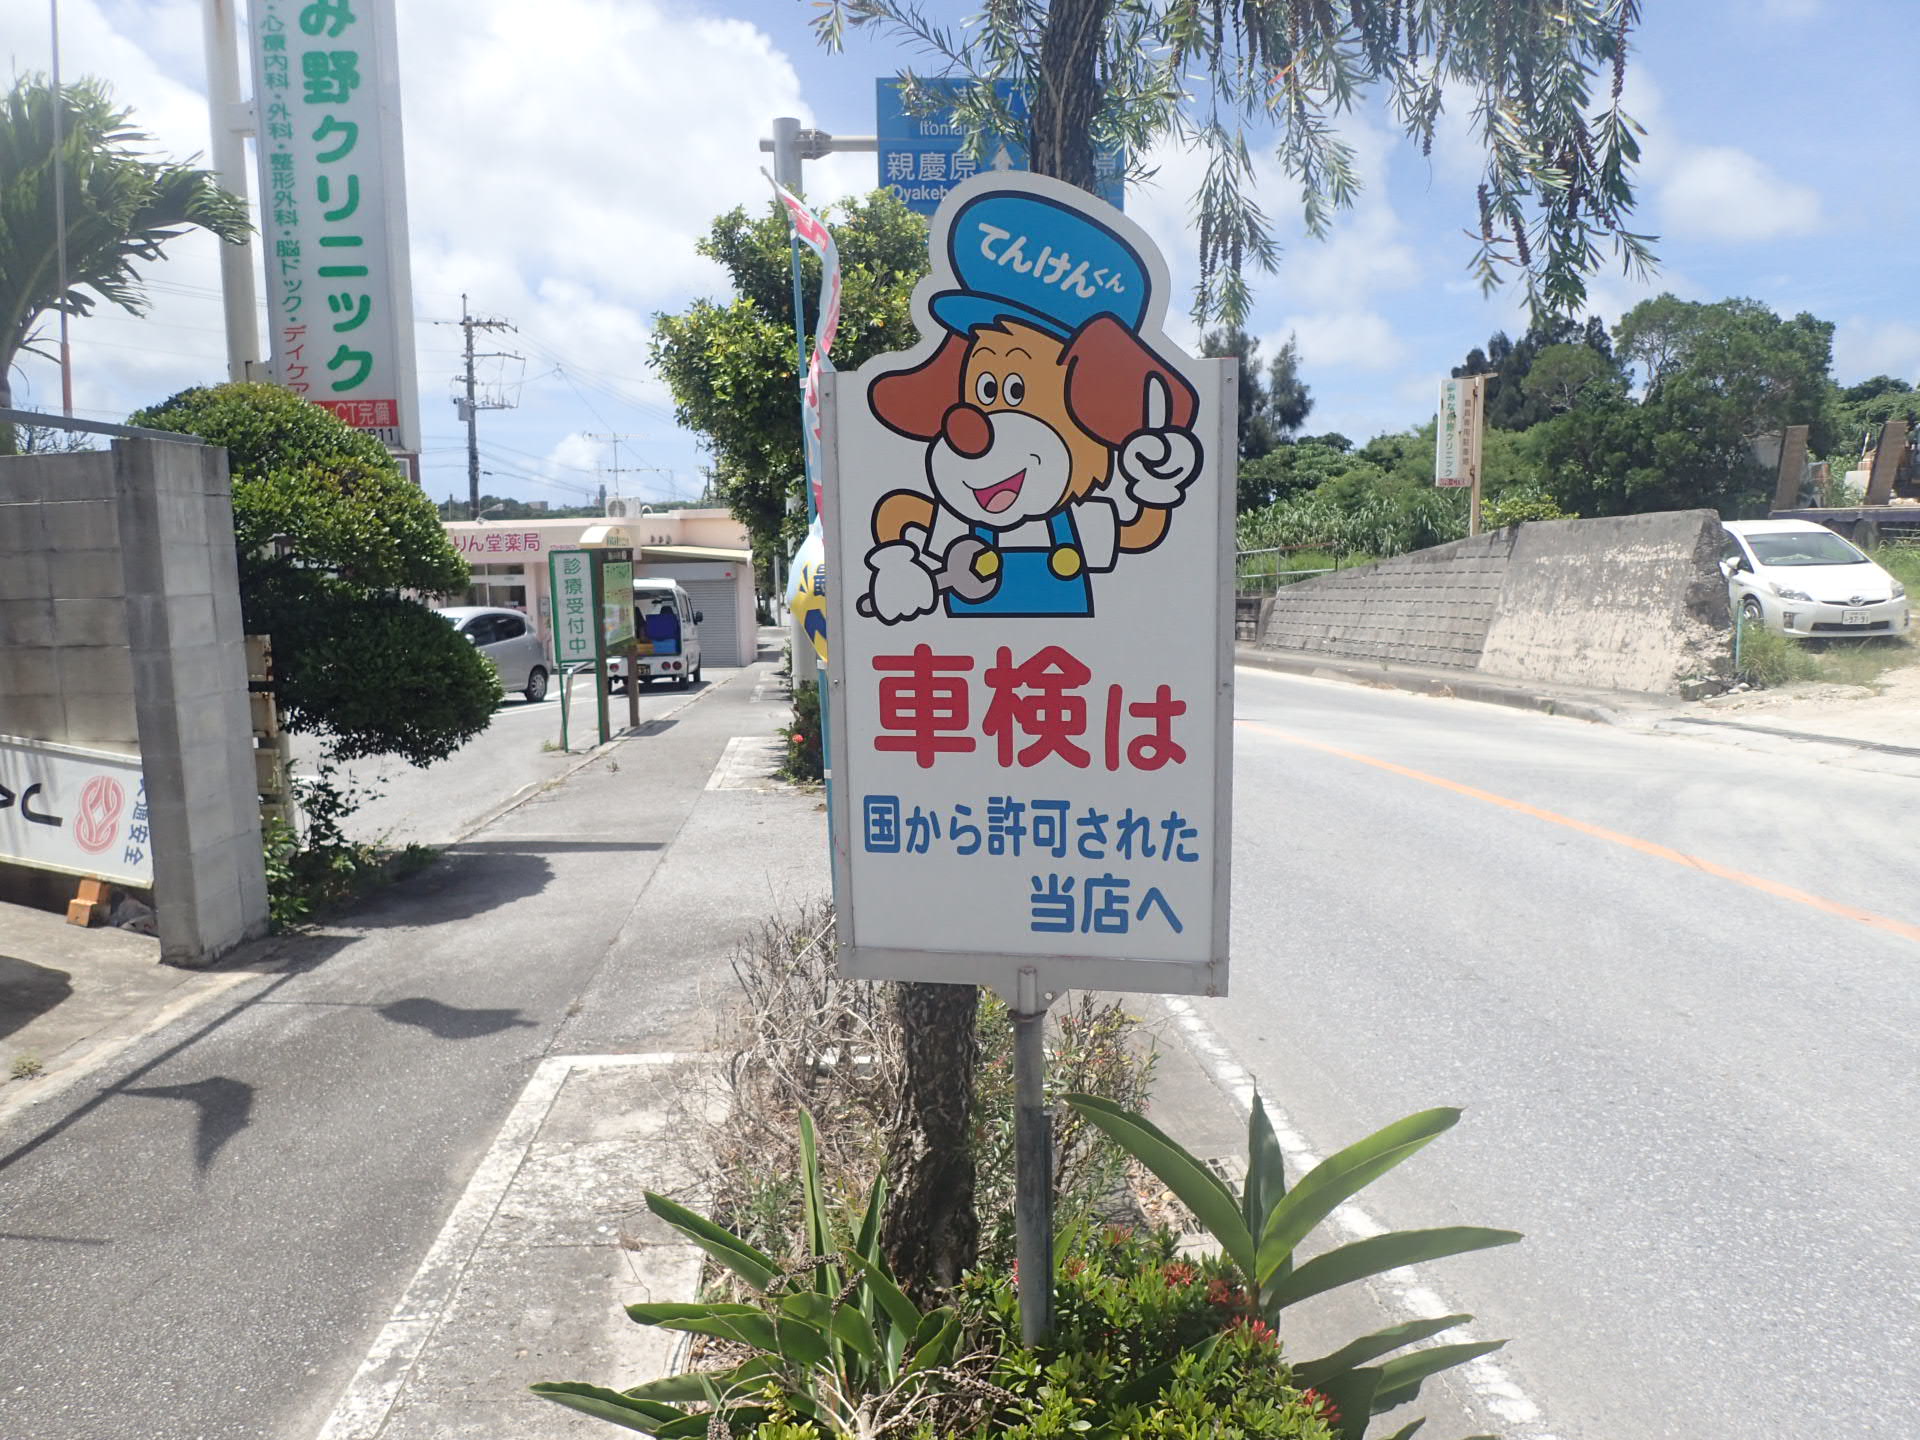 み野クリニック
心療内科・外科・整形外科・脳ドック・デイケア
CT完備
Itoman
親慶原
てんけんくん
車検は
国から許可された
当店へ
りん堂薬局
診療受付中
交通安全